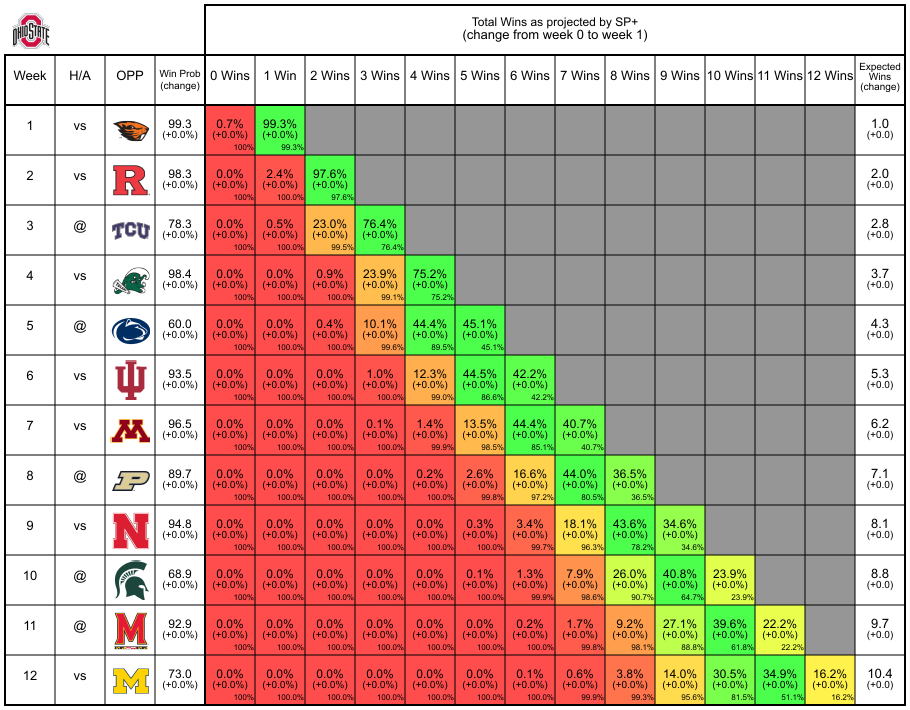 OHIO STATE
Total Wins as projected by SP+
(change from week 0 to week 1)
Week H/A OPP Win Prob (change) 0 Wins 1 Win 2 Wins 3 Wins 4 Wins 5 Wins 6 Wins 7 Wins 8 Wins 9 Wins 10 Wins 11 Wins 12 Wins Expected Wins (change)
1 vs 99.3 0.7% 99.3% 1.0
(+0.0%) (+0.0%) (+0.0%) (+0.0)
100% 99.3%
2 vs R 98.3 0.0% 2.4% 97.6% 2.0
(+0.0%) (+0.0%) (+0.0%) (+0.0%) (+0.0)
100% 100.0% 97.6%
3 @ TCU 78.3 0.0% 0.5% 23.0% 76.4% 2.8
(+0.0%) (+0.0%) (+0.0%) (+0.0%) (+0.0%) (+0.0)
100% 100.0% 99.5% 76.4%
4 vs 98.4 0.0% 0.0% 0.9% 23.9% 75.2% 3.7
(+0.0%) (+0.0%) (+0.0%) (+0.0%) (+0.0%) (+0.0%) (+0.0)
100% 100.0% 100.0% 99.1% 75.2%
5 @ 60.0 0.0% 0.0% 0.4% 10.1% 44.4% 45.1% 4.3
(+0.0%) (+0.0%) (+0.0%) (+0.0%) (+0.0%) (+0.0%) (+0.0%) (+0.0)
100% 100.0% 100.0% 99.6% 89.5% 45.1%
6 vs IU 93.5 0.0% 0.0% 0.0% 1.0% 12.3% 44.5% 42.2% 5.3
(+0.0%) (+0.0%) (+0.0%) (+0.0%) (+0.0%) (+0.0%) (+0.0%) (+0.0%) (+0.0)
100% 100.0% 100.0% 100.0% 99.0% 86.6% 42.2%
7 vs M 96.5 0.0% 0.0% 0.0% 0.1% 1.4% 13.5% 44.4% 40.7% 6.2
(+0.0%) (+0.0%) (+0.0%) (+0.0%) (+0.0%) (+0.0%) (+0.0%) (+0.0%) (+0.0%) (+0.0)
100% 100.0% 100.0% 100.0% 99.9% 98.5% 85.1% 40.7%
8 @ P 89.7 0.0% 0.0% 0.0% 0.0% 0.2% 2.6% 16.6% 44.0% 36.5% 7.1
(+0.0%) (+0.0%) (+0.0%) (+0.0%) (+0.0%) (+0.0%) (+0.0%) (+0.0%) (+0.0%) (+0.0%) (+0.0)
100% 100.0% 100.0% 100.0% 100.0% 99.8% 97.2% 80.5% 36.5%
9 vs N 94.8 0.0% 0.0% 0.0% 0.0% 0.0% 0.3% 3.4% 18.1% 43.6% 34.6% 8.1
(+0.0%) (+0.0%) (+0.0%) (+0.0%) (+0.0%) (+0.0%) (+0.0%) (+0.0%) (+0.0%) (+0.0%) (+0.0%) (+0.0)
100% 100.0% 100.0% 100.0% 100.0% 100.0% 99.7% 96.3% 78.2% 34.6%
10 @ 68.9 0.0% 0.0% 0.0% 0.0% 0.0% 0.1% 1.3% 7.9% 26.0% 40.8% 23.9% 8.8
(+0.0%) (+0.0%) (+0.0%) (+0.0%) (+0.0%) (+0.0%) (+0.0%) (+0.0%) (+0.0%) (+0.0%) (+0.0%) (+0.0%) (+0.0)
100% 100.0% 100.0% 100.0% 100.0% 100.0% 99.9% 98.6% 90.7% 64.7% 23.9%
11 @ M 92.9 0.0% 0.0% 0.0% 0.0% 0.0% 0.0% 0.2% 1.7% 9.2% 27.1% 39.6% 22.2% 9.7
(+0.0%) (+0.0%) (+0.0%) (+0.0%) (+0.0%) (+0.0%) (+0.0%) (+0.0%) (+0.0%) (+0.0%) (+0.0%) (+0.0%) (+0.0%) (+0.0)
100% 100.0% 100.0% 100.0% 100.0% 100.0% 100.0% 99.8% 98.1% 88.8% 61.8% 22.2%
12 vs M 73.0 0.0% 0.0% 0.0% 0.0% 0.0% 0.0% 0.1% 0.6% 3.8% 14.0% 30.5% 34.9% 16.2% 10.4
(+0.0%) (+0.0%) (+0.0%) (+0.0%) (+0.0%) (+0.0%) (+0.0%) (+0.0%) (+0.0%) (+0.0%) (+0.0%) (+0.0%) (+0.0%) (+0.0%) (+0.0)
100% 100.0% 100.0% 100.0% 100.0% 100.0% 100.0% 99.9% 99.3% 95.6% 81.5% 51.1% 16.2%